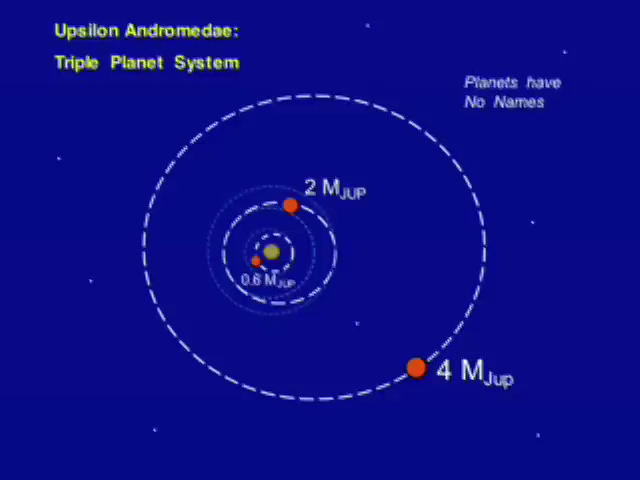 Upsilon Andromedae:
Triple Planet System
Planets have
No Names
2 MJUP
0.6 MJUP
4 MJup